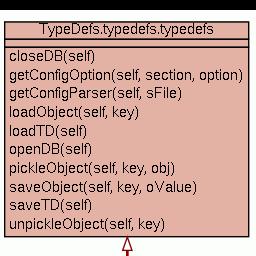 TypeDefs.typedefs.typedefs
closeDB(self)
getConfigOption(self, section, option)
getConfigParser(self, sFile)
loadObject(self, key)
loadTD(self)
openDB(self)
pickleObject(self, key, obj)
saveObject(self, key, oValue)
saveTD(self)
unpickleObject(self, key)